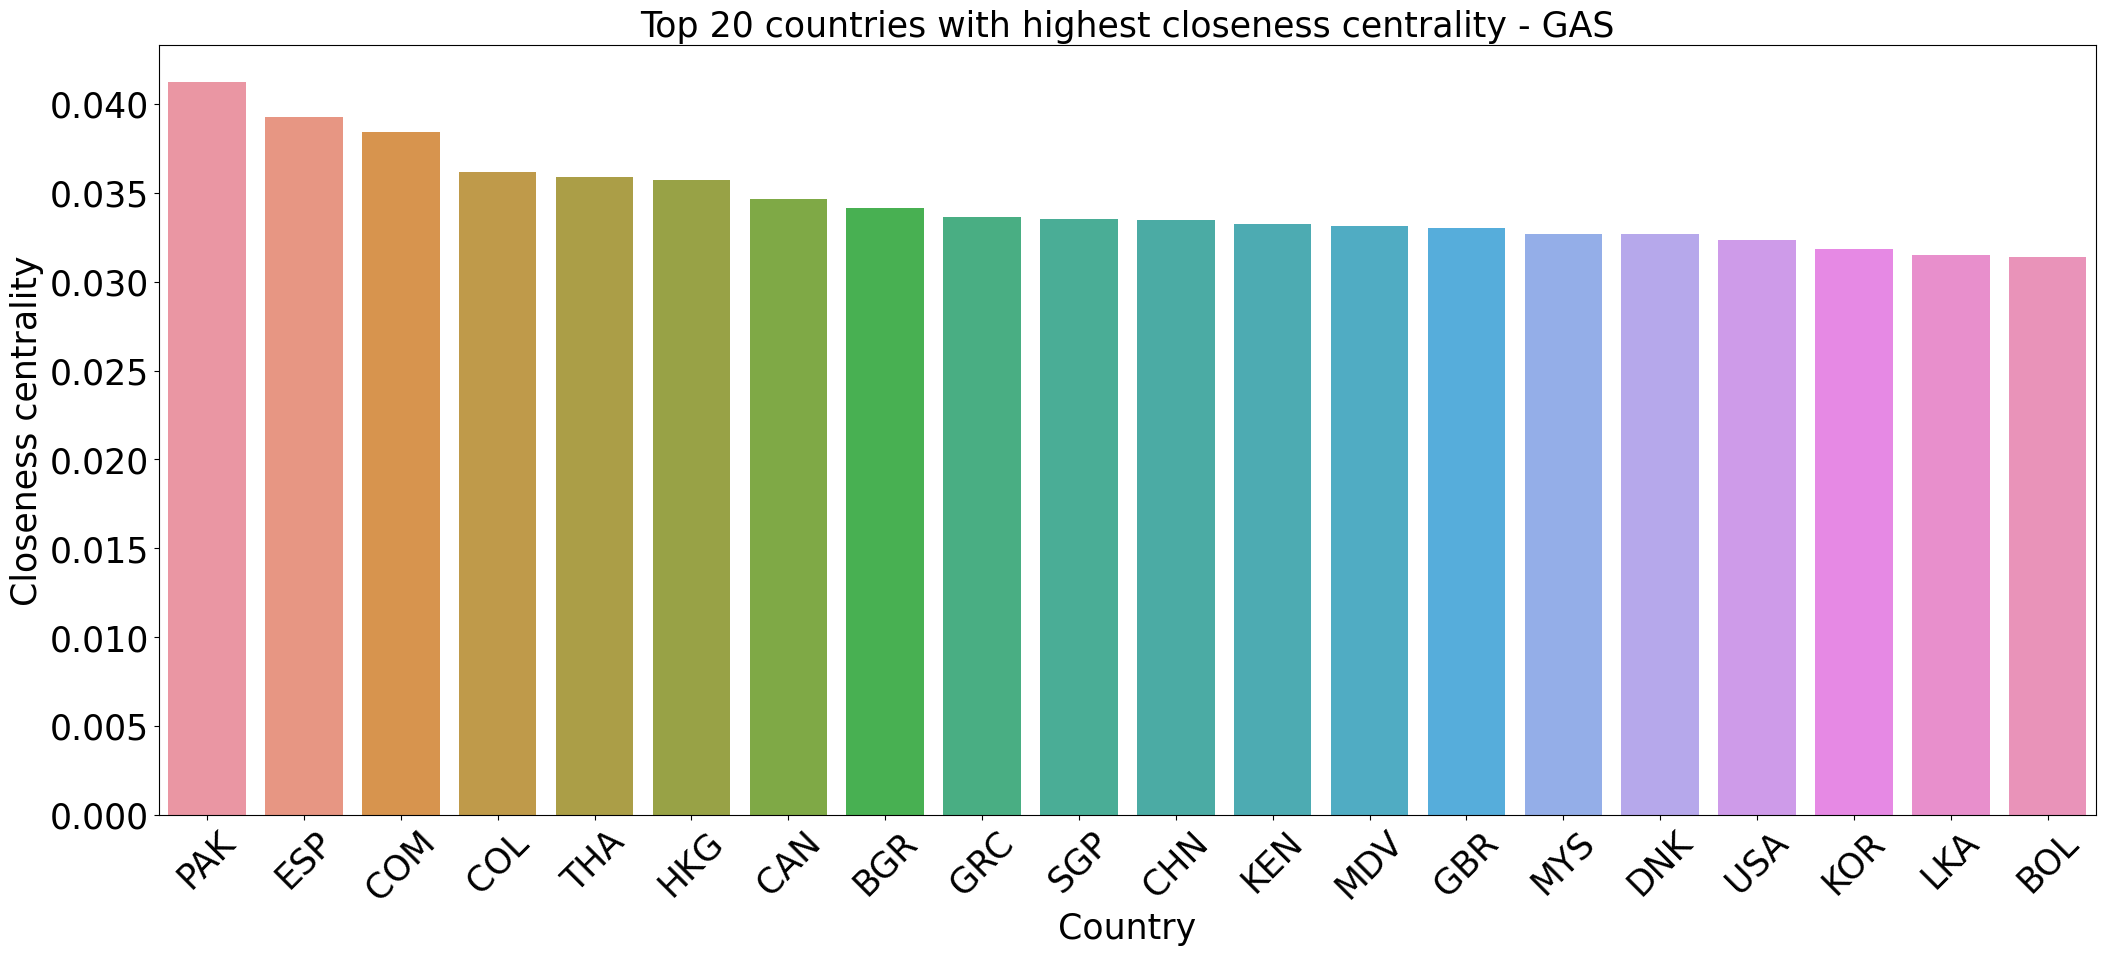 Top 20 countries with highest closeness centrality - GAS
Closeness centrality
0.040
0.035
0.030
0.025
0.020
0.015
0.010
0.005
0.000
PAK
ESP
COM
COL
THA
HKG
CAN
BGR
GRC
SGP
CHN
KEN
MDV
GBR
MYS
DNK
USA
KOR
LKA
BOL
Country